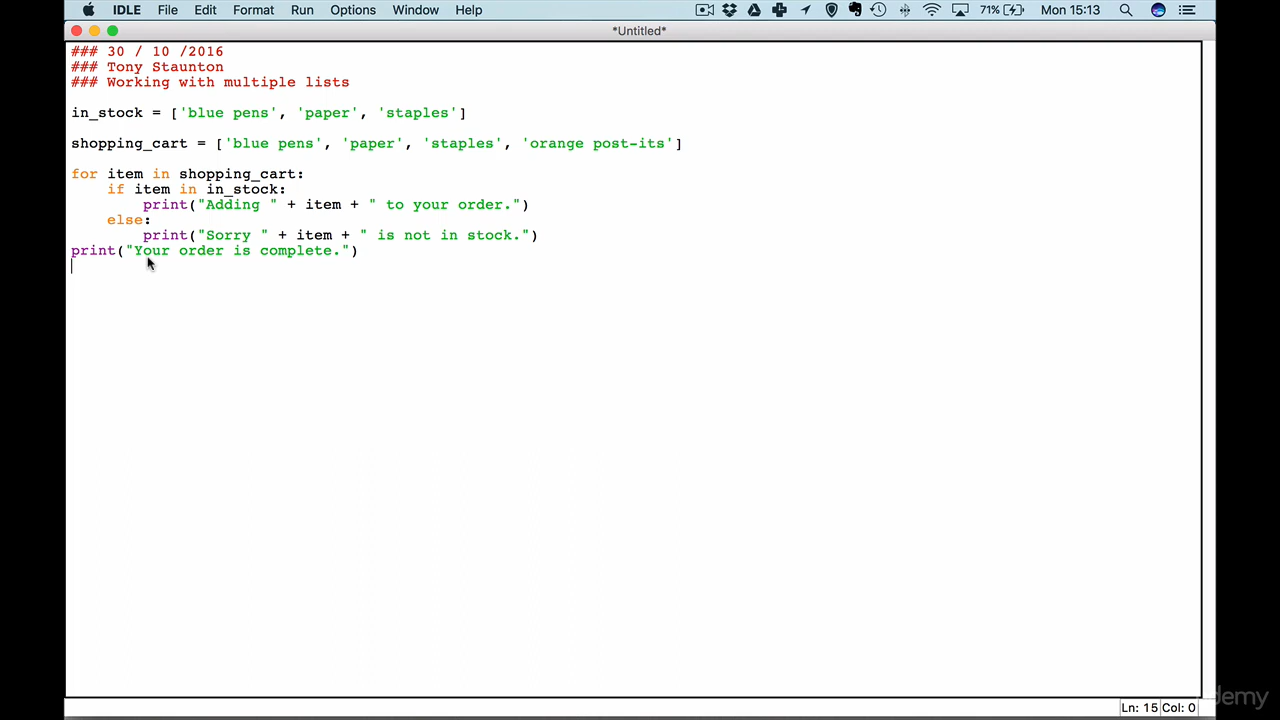 IDLE File Edit Format Run Options Window Help 71% Mon 15:13
*Untitled*
### 30 / 10 /2016
### Tony Staunton
### Working with multiple lists
in_stock = ['blue pens', 'paper', 'staples']
shopping_cart = ['blue pens', 'paper', 'staples', 'orange post-its']
for item in shopping_cart:
    if item in in_stock:
        print("Adding " + item + " to your order.")
    else:
        print("Sorry " + item + " is not in stock.")
print("Your order is complete.")
Ln: 15 Col: 0